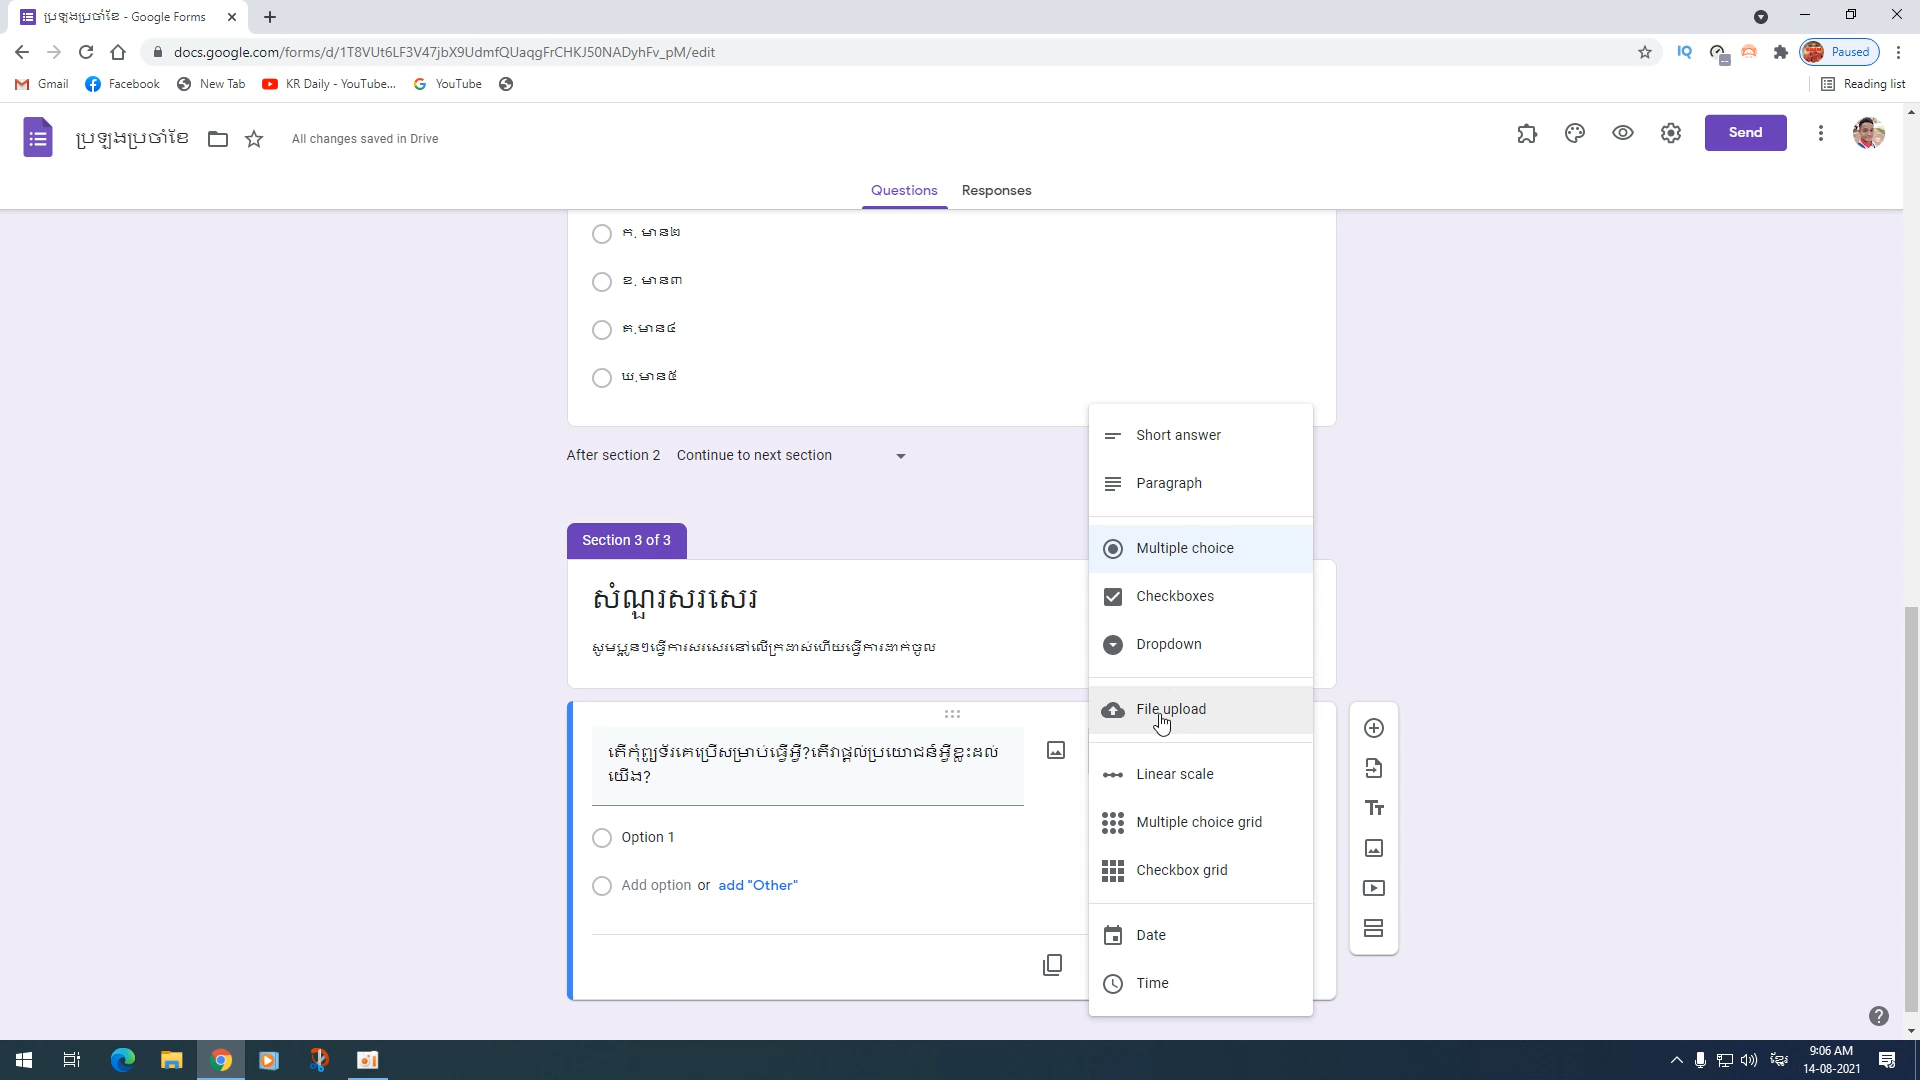 ប្រឡងប្រចាំខែ - Google Forms
docs.google.com/forms/d/1T8VUt6LF3V47jbX9UdmfQUaqgFrCHKJ50NADyhFv_pM/edit
Paused
Gmail
Facebook
New Tab
KR Daily - YouTube...
YouTube
Reading list
ប្រឡងប្រចាំខែ
All changes saved in Drive
Send
Questions
Responses
ក. មាន២
ខ. មាន៣
គ.មាន៤
ឃ.មាន៥
After section 2
Continue to next section
Section 3 of 3
សំណួរសរសេរ
សូមប្អូនៗធ្វើការសរសេរនៅលើក្រដាស់ហើយធ្វើការដាក់ចូល
តើកុំព្យូទ័រគេប្រើសម្រាប់ធ្វើអ្វី?តើវាផ្តល់ប្រយោជន៍អ្វីខ្លះដល់
យើង?
Option 1
Add option or add "Other"
Short answer
Paragraph
Multiple choice
Checkboxes
Dropdown
File upload
Linear scale
Multiple choice grid
Checkbox grid
Date
Time
9:06 AM
14-08-2021